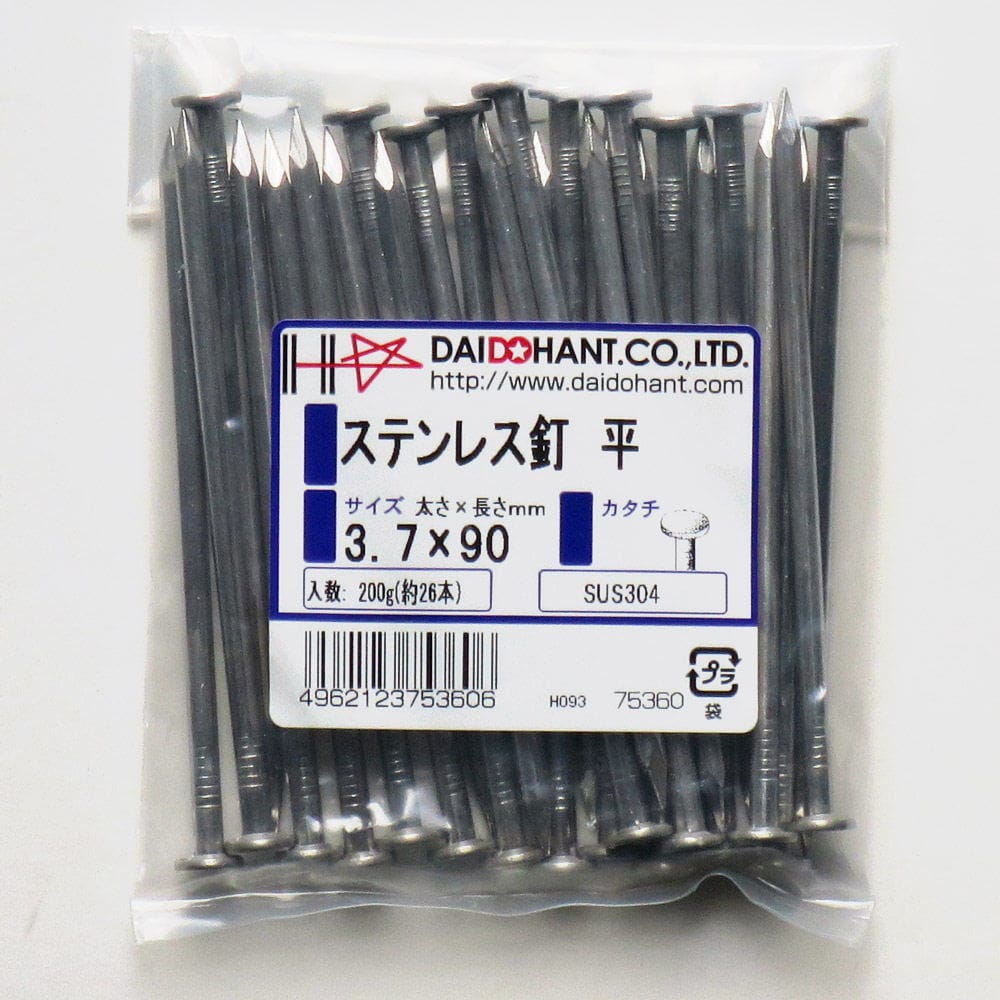 DAIDOHANT.CO.,LTD.
http://www.daidohant.com
ステンレス釘 平
サイズ 太さ×長さmm
3.7×90
カタチ
入数: 200g(約26本)
SUS304
4962123753606
H093
75360
プラ
袋